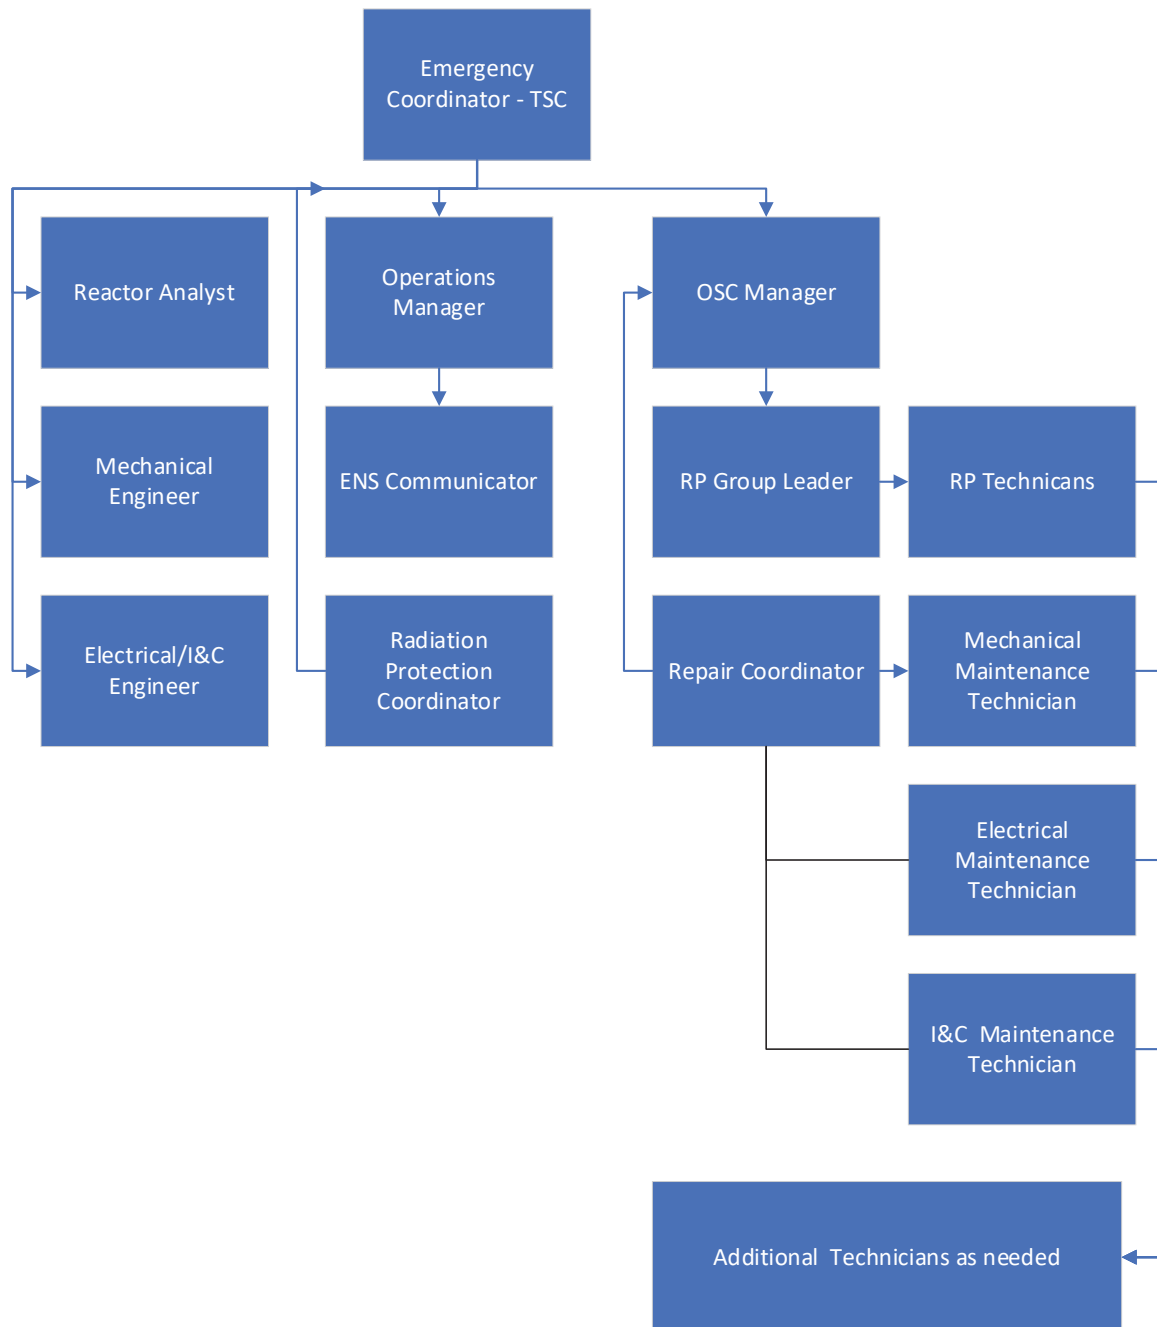 Emergency
Coordinator - TSC
Reactor Analyst
Operations
Manager
OSC Manager
Mechanical
Engineer
ENS Communicator
RP Group Leader
RP Technicans
Electrical/I&C
Engineer
Radiation
Protection
Coordinator
Repair Coordinator
Mechanical
Maintenance
Technician
Electrical
Maintenance
Technician
I&C  Maintenance
Technician
Additional  Technicians as needed